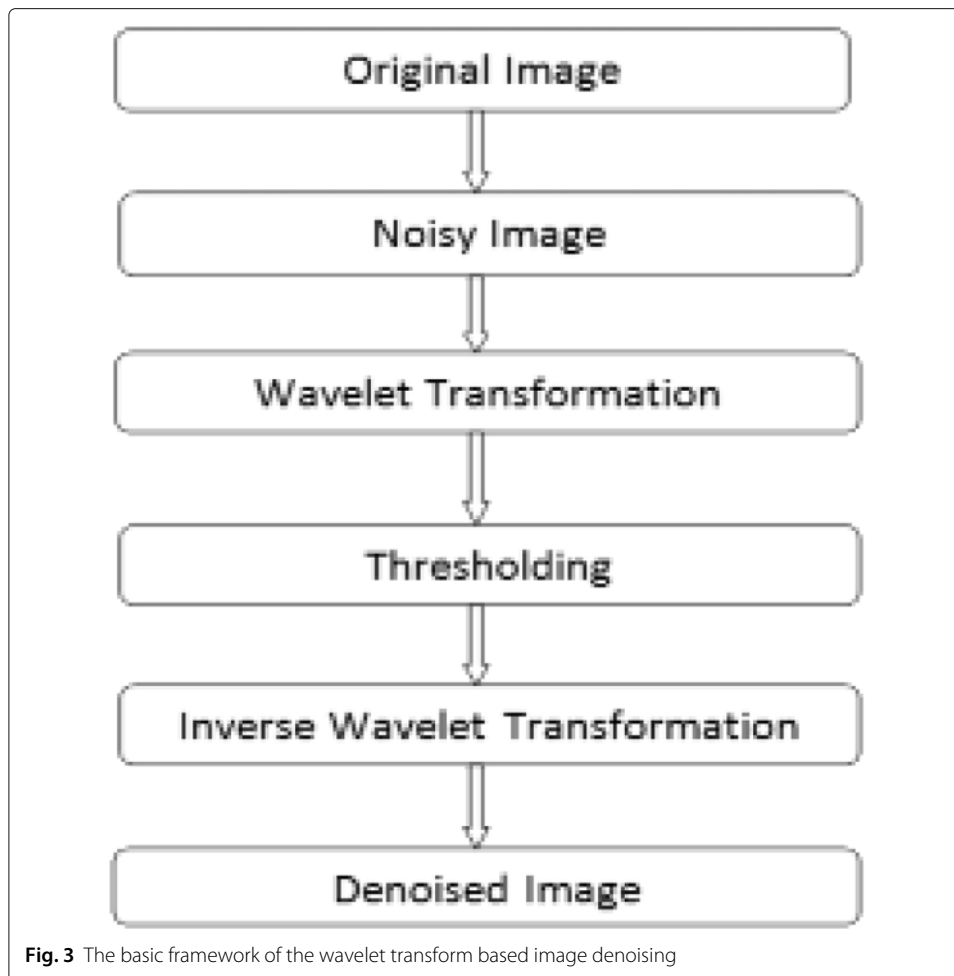 Original Image
Noisy Image
Wavelet Transformation
Thresholding
Inverse Wavelet Transformation
Denoised Image
Fig. 3 The basic framework of the wavelet transform based image denoising